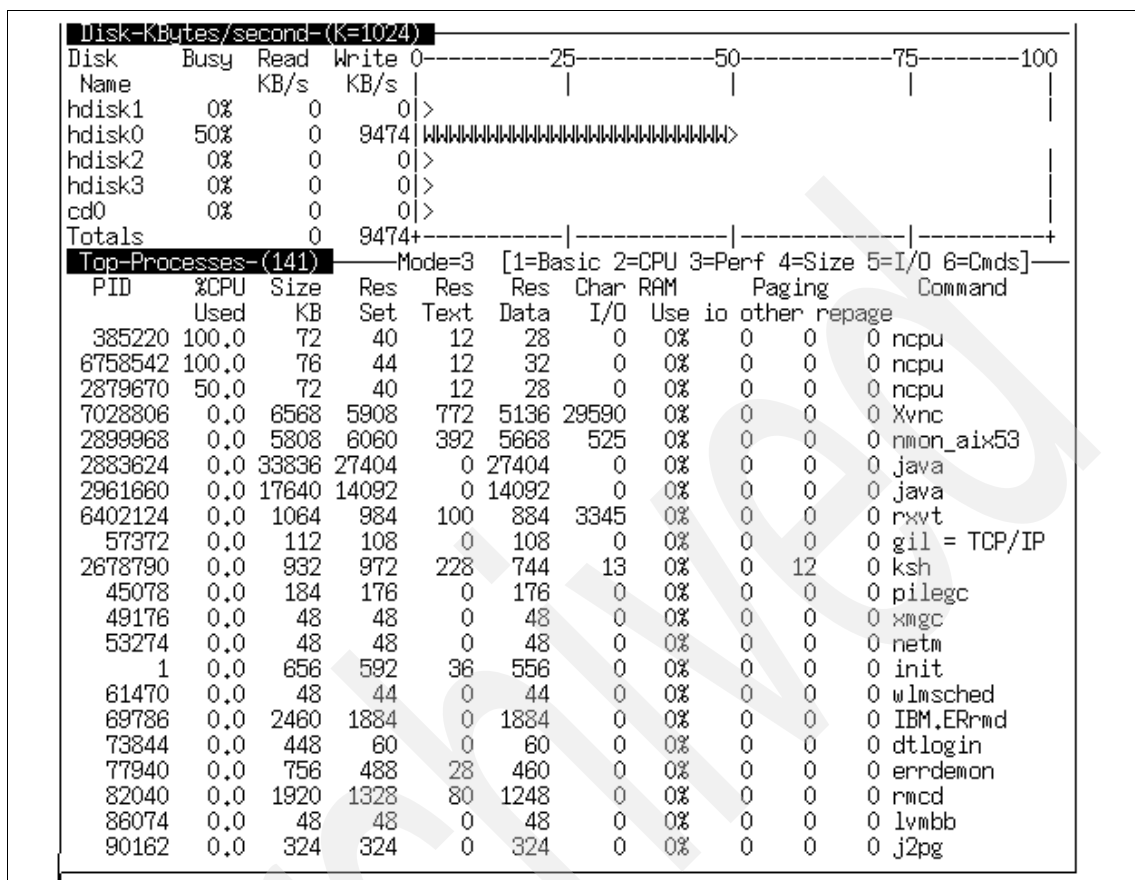 Disk-KBytes/second-(K=1024)
Disk Busy Read Write 0----------25-----------50-----------75-------100
Name KB/s KB/s | | | | |
hdisk1 0% 0 0|> |
hdisk0 50% 0 9474|WWWWWWWWWWWWWWWWWWWWWWWWW>
hdisk2 0% 0 0|> |
hdisk3 0% 0 0|> |
cd0 0% 0 0|> |
Totals 0 9474+-----------|------------|-------------|----------+
Top-Processes-(141) Mode=3 [1=Basic 2=CPU 3=Perf 4=Size 5=I/O 6=Cmds]
PID %CPU Size Res Res Res Char RAM Paging Command
Used KB Set Text Data I/O Use io other repage
385220 100.0 72 40 12 28 0 0% 0 0 0 ncpu
6758542 100.0 76 44 12 32 0 0% 0 0 0 ncpu
2879670 50.0 72 40 12 28 0 0% 0 0 0 ncpu
7028806 0.0 6568 5908 772 5136 29590 0% 0 0 0 Xvnc
2899968 0.0 5808 6060 392 5668 525 0% 0 0 0 nmon_aix53
2883624 0.0 33836 27404 0 27404 0 0% 0 0 0 java
2961660 0.0 17640 14092 0 14092 0 0% 0 0 0 java
6402124 0.0 1064 984 100 884 3345 0% 0 0 0 rxvt
57372 0.0 112 108 0 108 0 0% 0 0 0 gil = TCP/IP
2678790 0.0 932 972 228 744 13 0% 0 12 0 ksh
45078 0.0 184 176 0 176 0 0% 0 0 0 pilegc
49176 0.0 48 48 0 48 0 0% 0 0 0 xmgc
53274 0.0 48 48 0 48 0 0% 0 0 0 netm
1 0.0 656 592 36 556 0 0% 0 0 0 init
61470 0.0 48 44 0 44 0 0% 0 0 0 wlmsched
69786 0.0 2460 1884 0 1884 0 0% 0 0 0 IBM.ERrmd
73844 0.0 448 60 0 60 0 0% 0 0 0 dtlogin
77940 0.0 756 488 28 460 0 0% 0 0 0 errdemon
82040 0.0 1920 1328 80 1248 0 0% 0 0 0 rmcd
86074 0.0 48 48 0 48 0 0% 0 0 0 lvmbb
90162 0.0 324 324 0 324 0 0% 0 0 0 j2pg